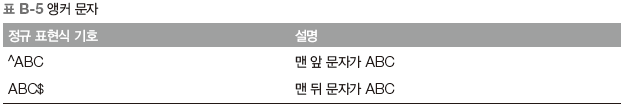 표 B-5 앵커 문자
정규 표현식 기호 설명
^ABC 맨 앞 문자가 ABC
ABC$ 맨 뒤 문자가 ABC